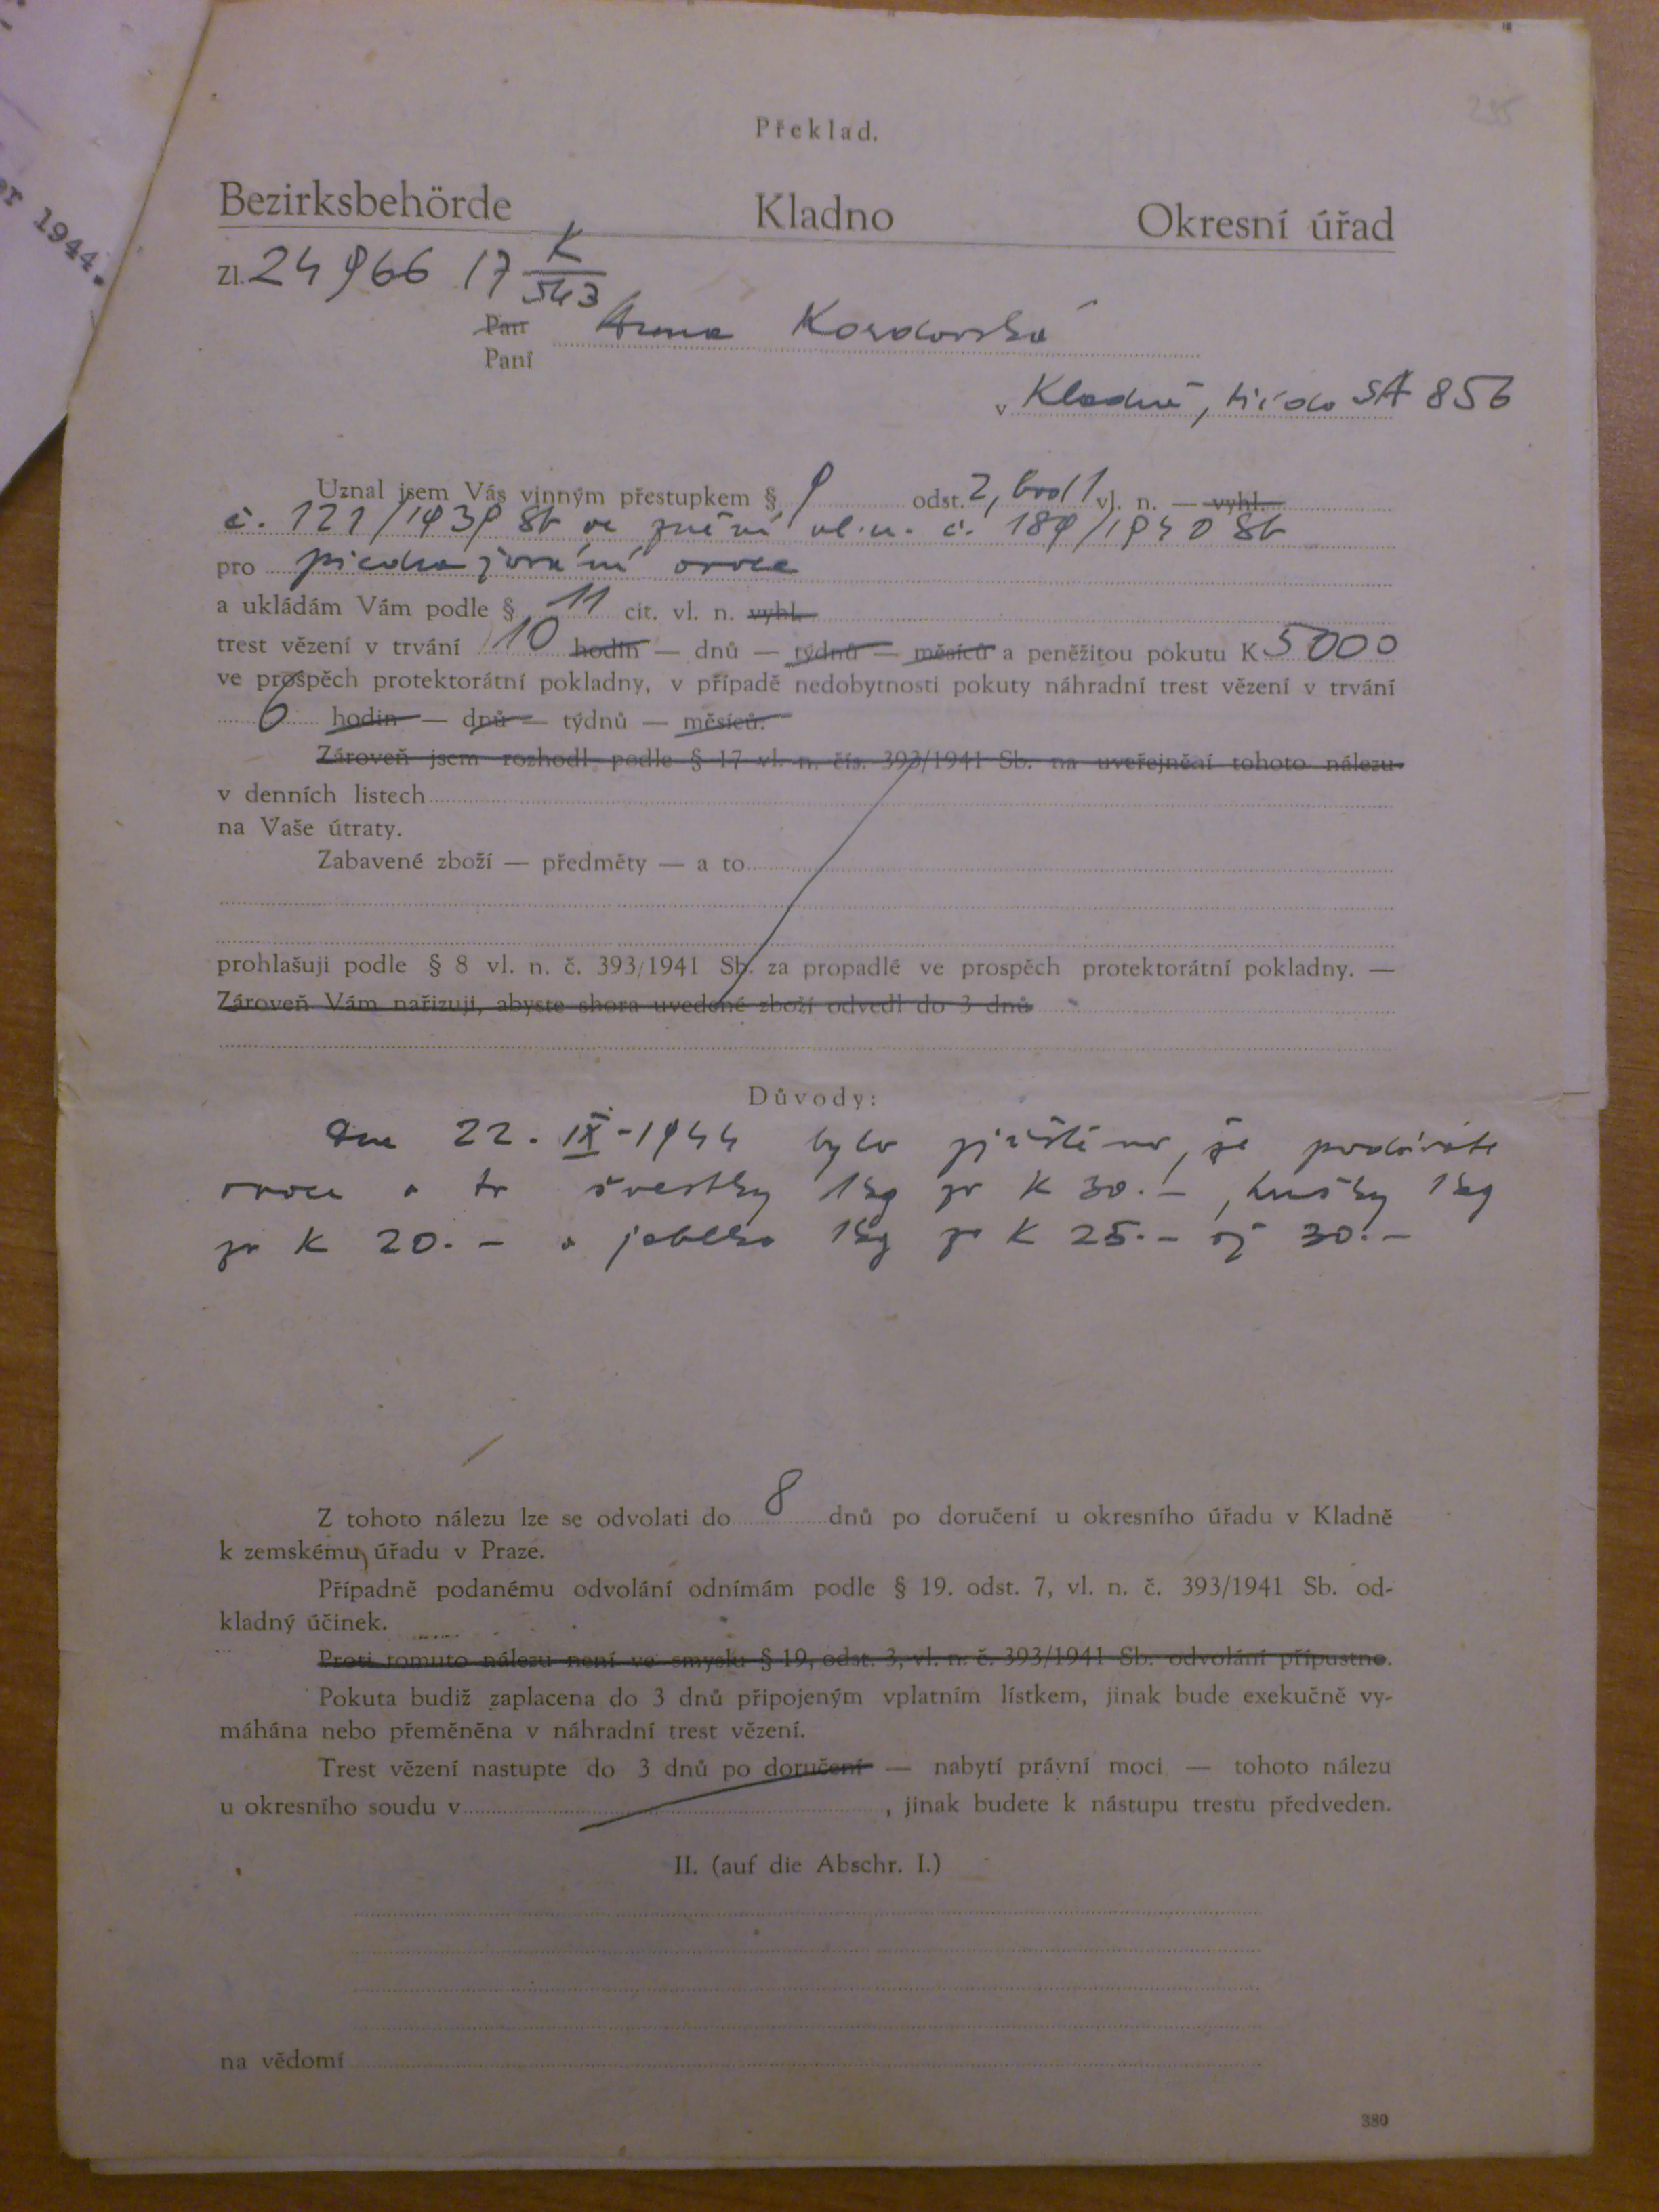 er 1944.
295
Překlad.
Bezirksbehörde Kladno Okresní úřad
Zl. 24966 17 K
543
Pan Anna
Paní
v Kladně, třída SA 856
Uznal jsem Vás vinným přestupkem § 9 odst. 2, bod 1 vl. n. — vyhl.
č. 121/1939 Sb ve znění vl. n. č. 189/1940 Sb
pro předražování ovoce
a ukládám Vám podle § 11 cit. vl. n. vyhl.
trest vězení v trvání 10 hodin — dnů — týdnů — měsíců a peněžitou pokutu K 5000
ve prospěch protektorátní pokladny, v případě nedobytnosti pokuty náhradní trest vězení v trvání
6 hodin — dnů — týdnů — měsíců.
Zároveň jsem rozhodl podle § 17 vl. n. čís. 393/1941 Sb. na uveřejnění tohoto nálezu
v denních listech
na Vaše útraty.
Zabavené zboží — předměty — a to
prohlašuji podle § 8 vl. n. č. 393/1941 Sb. za propadlé ve prospěch protektorátní pokladny. —
Zároveň Vám nařizuji, abyste shora uvedené zboží odvedl do 3 dnů
Důvody:
Dne 22. IX. 1944 bylo zjištěno, že prodáváte
ovoce a to švestky 1 kg za K 30.–, hrušky 1 kg
za K 20.– a jablka 1 kg za K 25.– až 30.–
Z tohoto nálezu lze se odvolati do 8 dnů po doručení u okresního úřadu v Kladně
k zemskému úřadu v Praze.
Případně podanému odvolání odnímám podle § 19. odst. 7, vl. n. č. 393/1941 Sb. od-
kladný účinek.
Proti tomuto nálezu není ve smyslu § 19, odst. 3, vl. n. č. 393/1941 Sb. odvolání přípustno.
Pokuta budiž zaplacena do 3 dnů připojeným vplatním lístkem, jinak bude exekučně vy-
máhána nebo přeměněna v náhradní trest vězení.
Trest vězení nastupte do 3 dnů po doručení — nabytí právní moci — tohoto nálezu
u okresního soudu v , jinak budete k nástupu trestu předveden.
II. (auf die Abschr. I.)
na vědomí
380